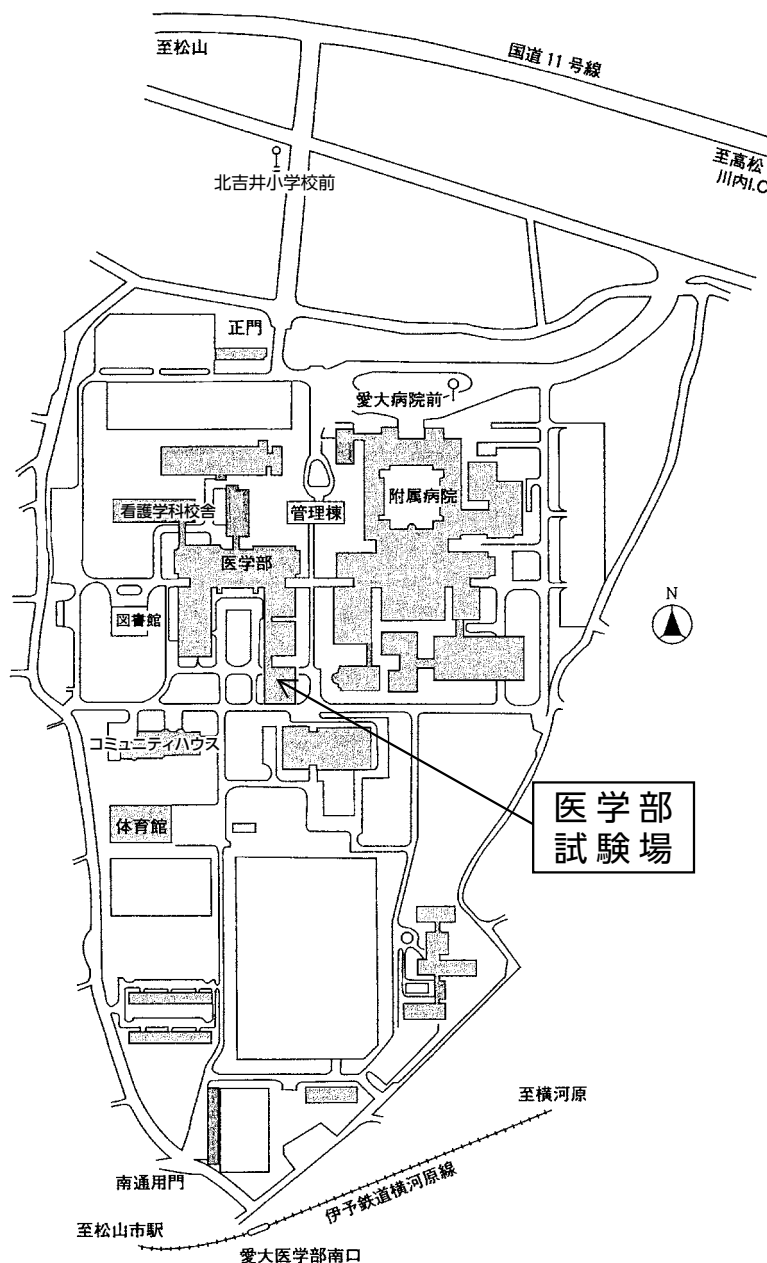 至松山
国道11号線
至高松
川内I.C
北吉井小学校前
正門
愛大病院前
附属病院
看護学科校舎
管理棟
医学部
図書館
N
コミュニティハウス
医学部
試験場
体育館
至横河原
南通用門
伊予鉄道横河原線
至松山市駅
愛大医学部南口